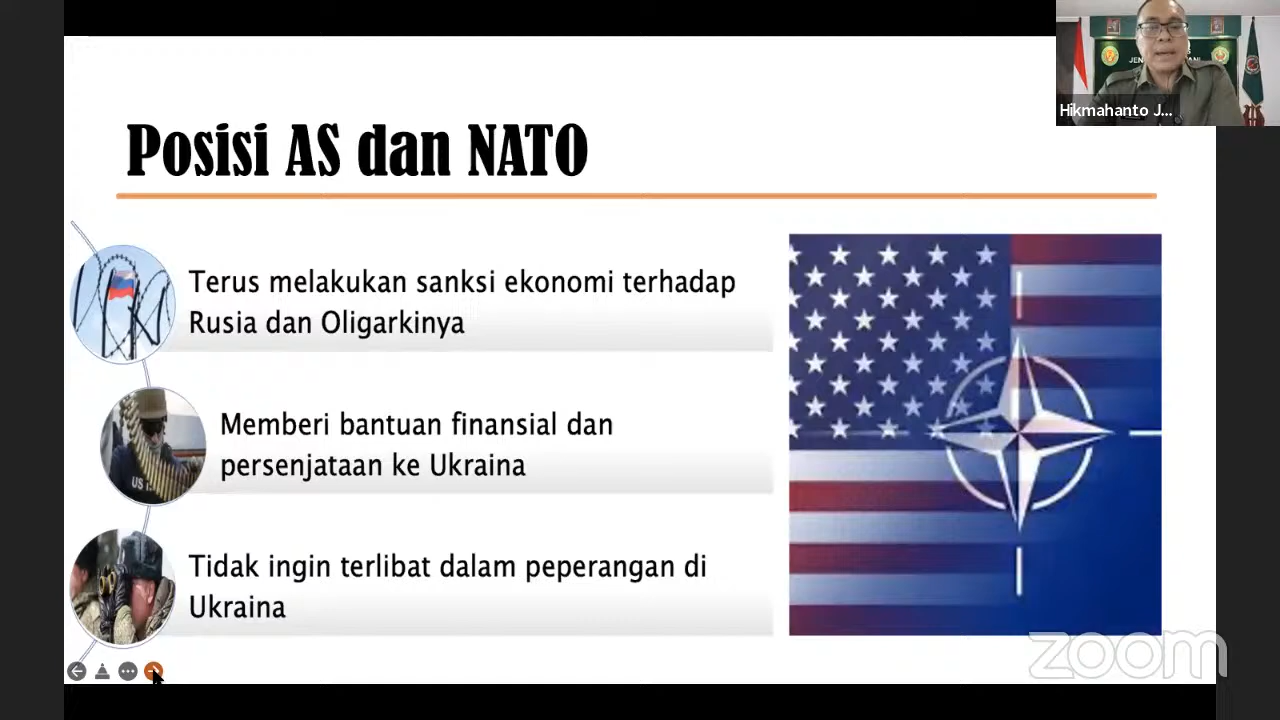 Hikmahanto J...
Posisi AS dan NATO
Terus melakukan sanksi ekonomi terhadap
Rusia dan Oligarkinya
Memberi bantuan finansial dan
persenjataan ke Ukraina
US
Tidak ingin terlibat dalam peperangan di
Ukraina
zoom